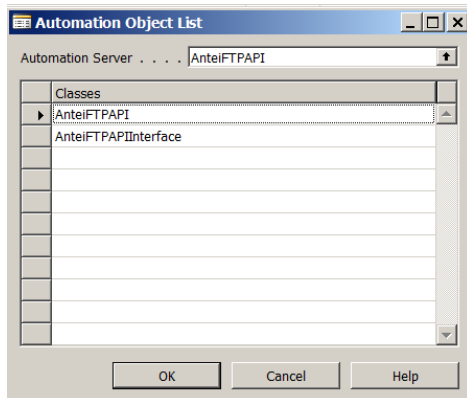 Automation Object List
Automation Server . . . . AnteiFTPAPI
Classes
AnteiFTPAPI
AnteiFTPAPIInterface
OK Cancel Help